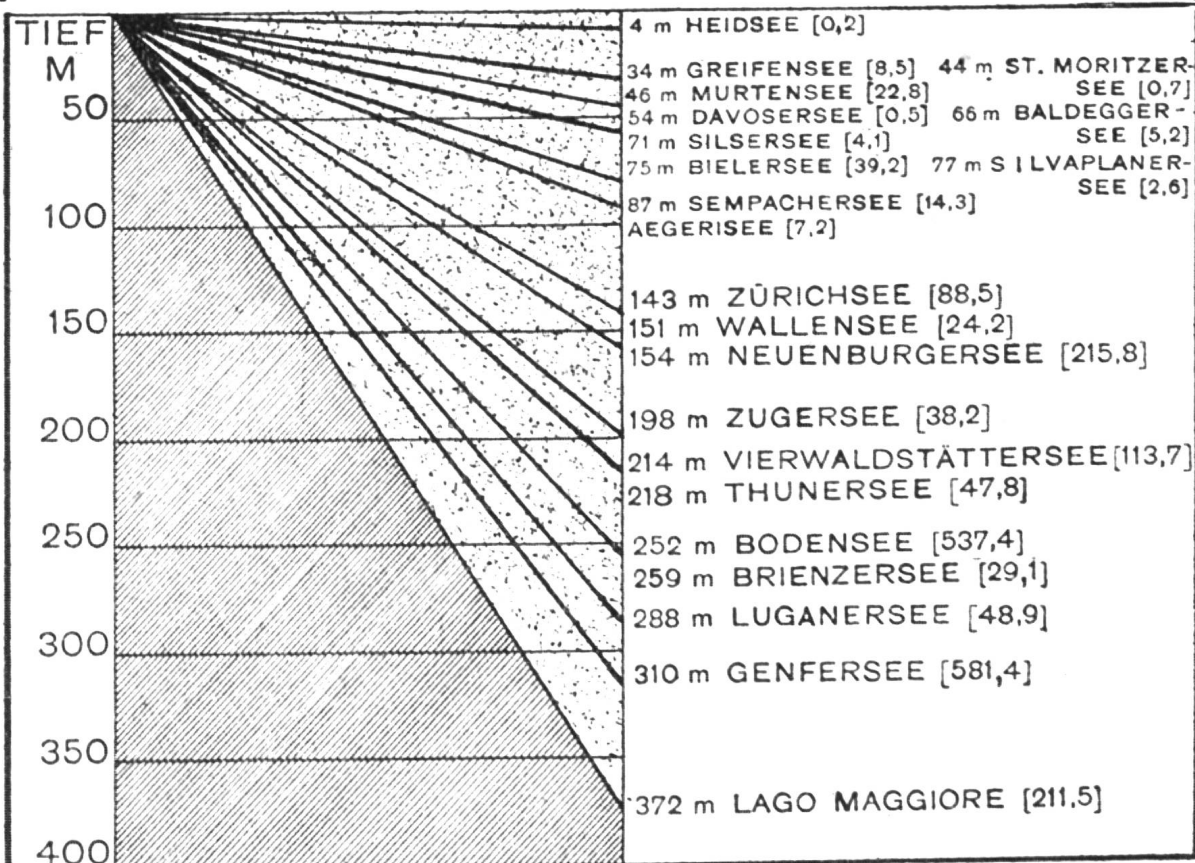 TIEF
M
50
100
150
200
250
300
350
400
4 m HEIDSEE [0,2]
34 m GREIFENSEE [8,5] 44 m ST. MORITZER-
46 m MURTENSEE [22,8] SEE [0,7]
54 m DAVOSERSEE [0,5] 66 m BALDEGGER-
71 m SILSERSEE [4,1] SEE [5,2]
75 m BIELERSEE [39,2] 77 m SILVAPLANER-
SEE [2,6]
87 m SEMPACHERSEE [14,3]
AEGERISEE [7,2]
143 m ZÜRICHSEE [88,5]
151 m WALLENSEE [24,2]
154 m NEUENBURGERSEE [215,8]
198 m ZUGERSEE [38,2]
214 m VIERWALDSTÄTTERSEE [113,7]
218 m THUNERSEE [47,8]
252 m BODENSEE [537,4]
259 m BRIENZERSEE [29,1]
288 m LUGANERSEE [48,9]
310 m GENFERSEE [581,4]
372 m LAGO MAGGIORE [211,5]